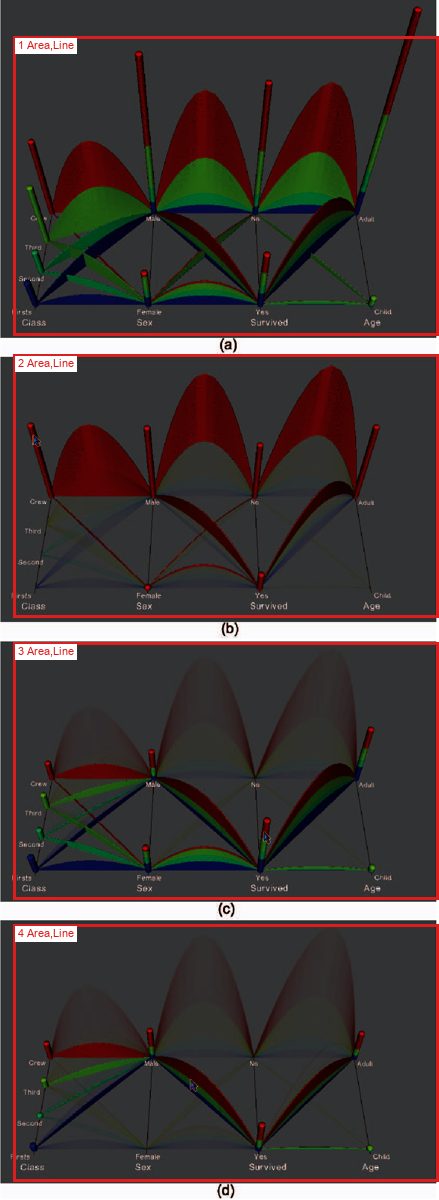 1 Area,Line
Crew Male No Adult
Third
Second
Firsts Female Yes Child
Class Sex Survived Age
(a)
2 Area,Line
Crew Male No Adult
Third
Second
Firsts Female Yes Child
Class Sex Survived Age
(b)
3 Area,Line
Crew Male No Adult
Third
Second
Firsts Female Yes Child
Class Sex Survived Age
(c)
4 Area,Line
Crew Male No Adult
Third
Second
Firsts Female Yes Child
Class Sex Survived Age
(d)